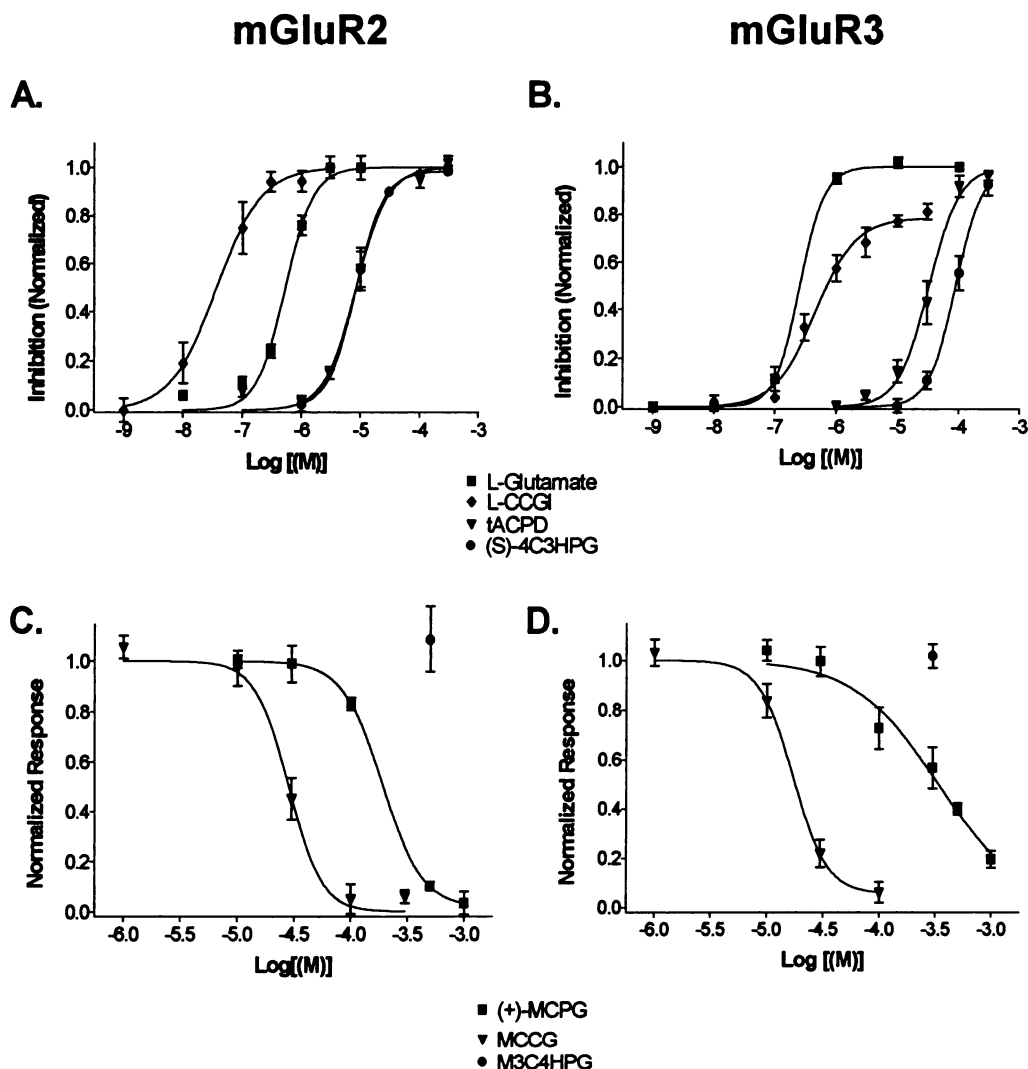 mGluR2
mGluR3
A.
B.
Inhibition (Normalized)
1.0
0.8
0.6
0.4
0.2
0.0
-9 -8 -7 -6 -5 -4 -3
Log [(M)]
Inhibition (Normalized)
1.0
0.8
0.6
0.4
0.2
0.0
-9 -8 -7 -6 -5 -4 -3
Log [(M)]
L-Glutamate
L-CCGI
tACPD
(S)-4C3HPG
C.
D.
Normalized Response
1.0
0.8
0.6
0.4
0.2
0.0
-6.0 -5.5 -5.0 -4.5 -4.0 -3.5 -3.0
Log[(M)]
Normalized Response
1.0
0.8
0.6
0.4
0.2
0.0
-6.0 -5.5 -5.0 -4.5 -4.0 -3.5 -3.0
Log [(M)]
(+)-MCPG
MCCG
M3C4HPG